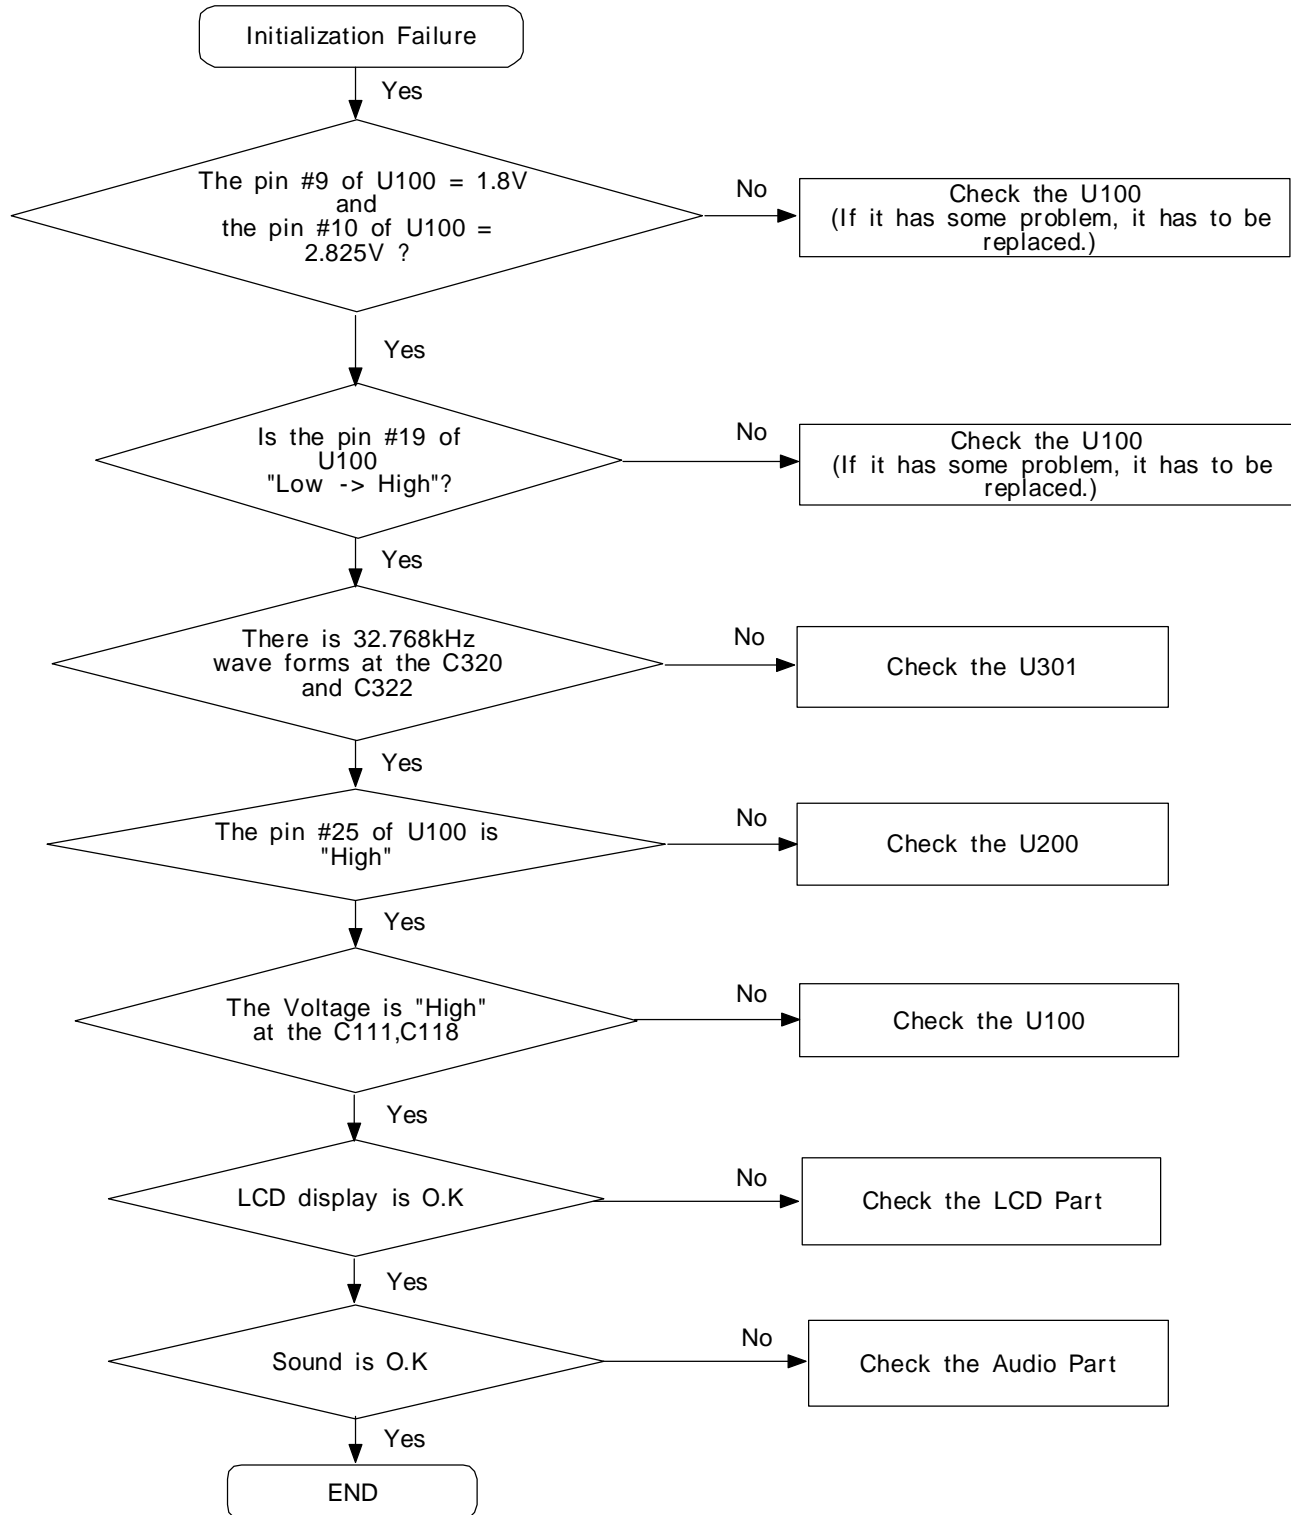 Initialization Failure
Yes
The pin #9 of U100 = 1.8V
and
the pin #10 of U100 =
2.825V ?
No
Check the U100
(If it has some problem, it has to be
replaced.)
Yes
Is the pin #19 of
U100
"Low -> High"?
No
Check the U100
(If it has some problem, it has to be
replaced.)
Yes
There is 32.768kHz
wave forms at the C320
and C322
No
Check the U301
Yes
The pin #25 of U100 is
"High"
No
Check the U200
Yes
The Voltage is "High"
at the C111,C118
No
Check the U100
Yes
LCD display is O.K
No
Check the LCD Part
Yes
Sound is O.K
No
Check the Audio Part
Yes
END